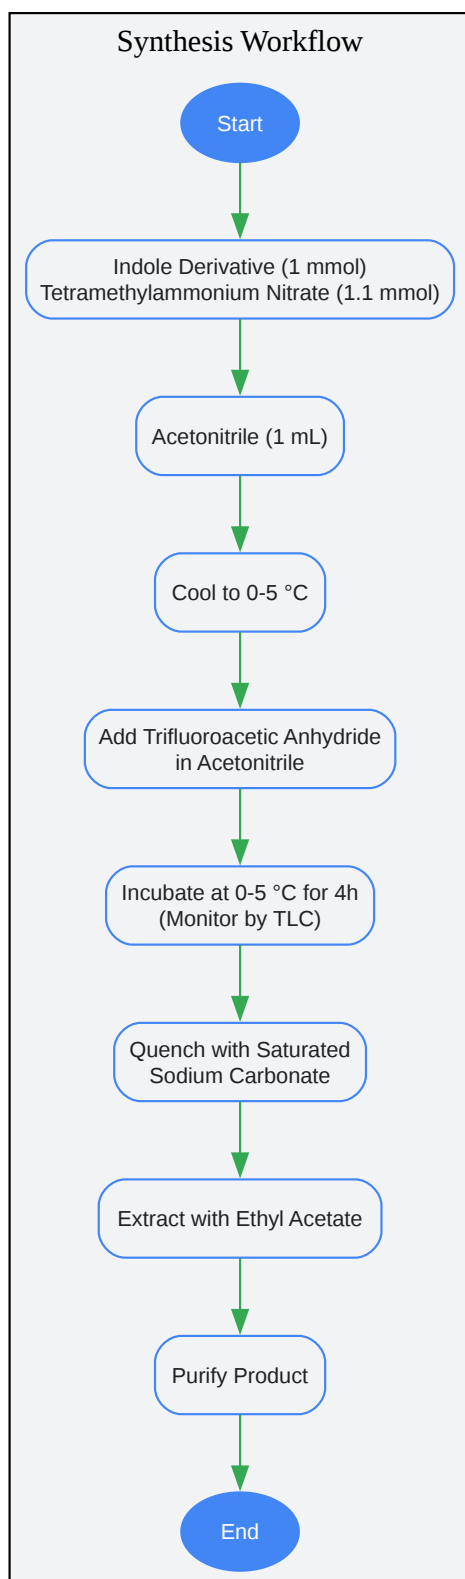 Synthesis Workflow
Start
Indole Derivative (1 mmol)
Tetramethylammonium Nitrate (1.1 mmol)
Acetonitrile (1 mL)
Cool to 0-5 °C
Add Trifluoroacetic Anhydride
in Acetonitrile
Incubate at 0-5 °C for 4h
(Monitor by TLC)
Quench with Saturated
Sodium Carbonate
Extract with Ethyl Acetate
Purify Product
End